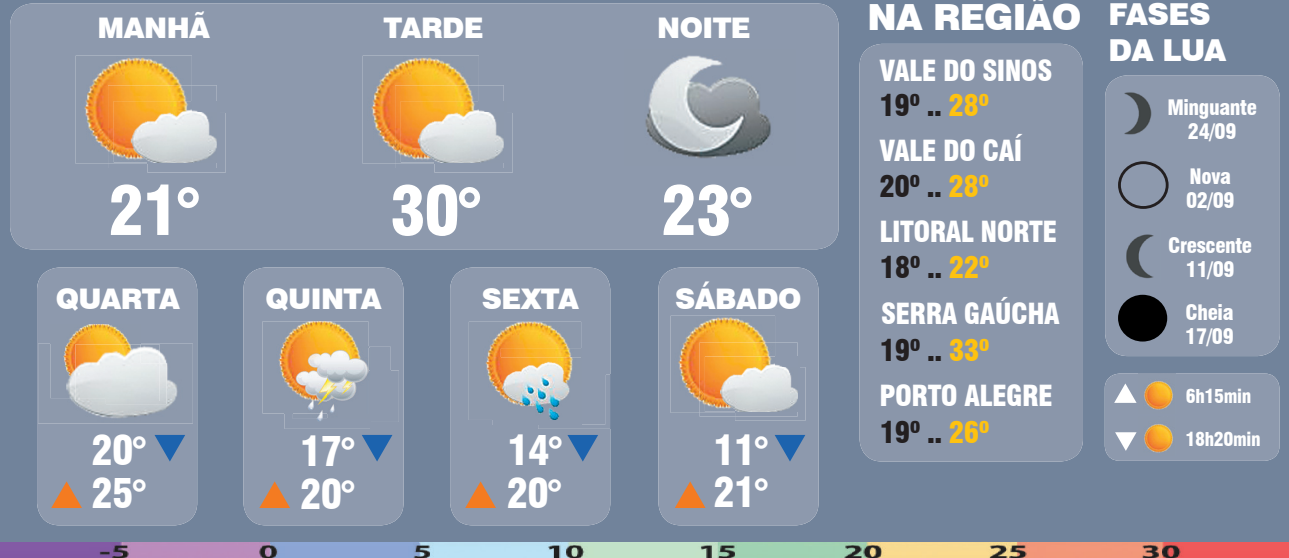 MANHÃ
TARDE
NOITE
21°
30°
23°
QUARTA
20°
25°
QUINTA
17°
20°
SEXTA
14°
20°
SÁBADO
11°
21°
NA REGIÃO
VALE DO SINOS
19º .. 28º
VALE DO CAÍ
20º .. 28º
LITORAL NORTE
18º .. 22º
SERRA GAÚCHA
19º .. 33º
PORTO ALEGRE
19º .. 26º
FASES
DA LUA
Minguante
24/09
Nova
02/09
Crescente
11/09
Cheia
17/09
6h15min
18h20min
-5 0 5 10 15 20 25 30